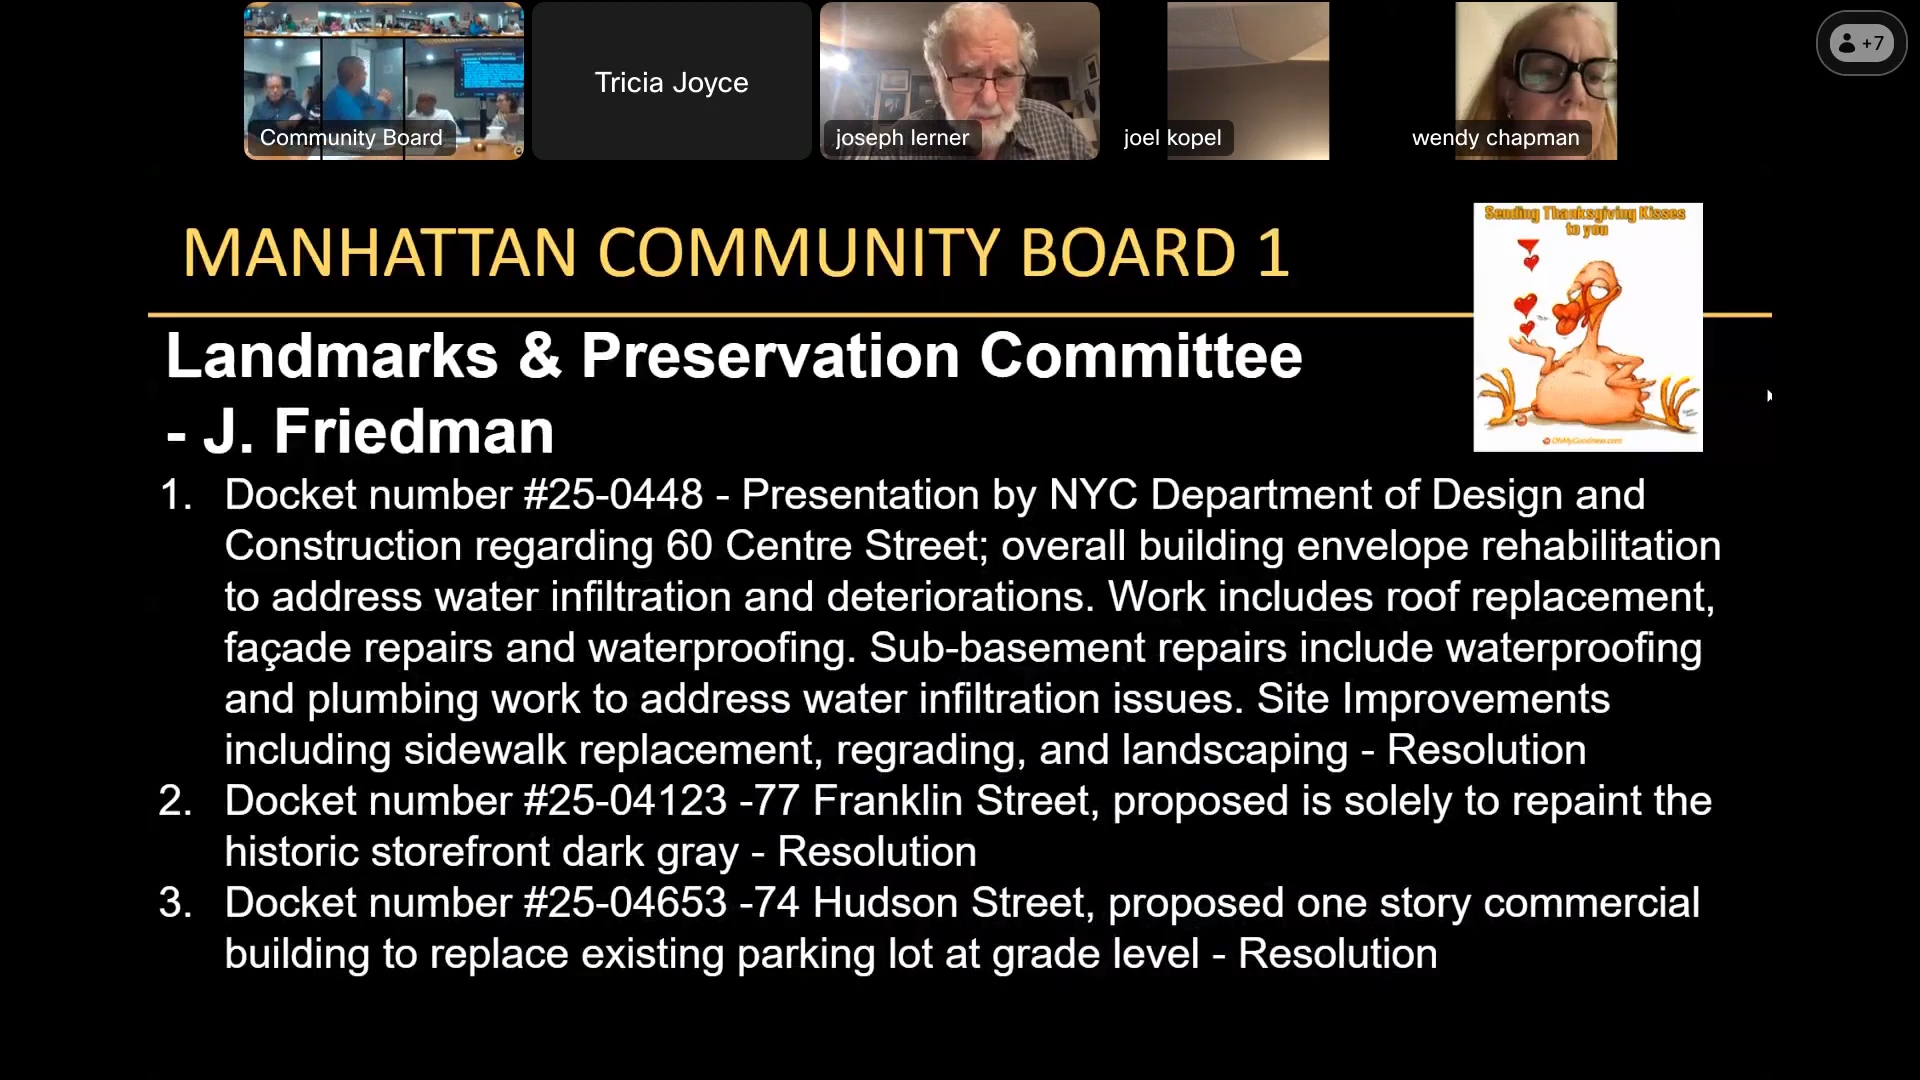 Community Board
Tricia Joyce
joseph lerner
joel kopel
wendy chapman
+7
MANHATTAN COMMUNITY BOARD 1
Sending Thanksgiving Kisses
to you
OhMyGoodness.com
Landmarks & Preservation Committee
- J. Friedman
1. Docket number #25-0448 - Presentation by NYC Department of Design and
Construction regarding 60 Centre Street; overall building envelope rehabilitation
to address water infiltration and deteriorations. Work includes roof replacement,
façade repairs and waterproofing. Sub-basement repairs include waterproofing
and plumbing work to address water infiltration issues. Site Improvements
including sidewalk replacement, regrading, and landscaping - Resolution
2. Docket number #25-04123 -77 Franklin Street, proposed is solely to repaint the
historic storefront dark gray - Resolution
3. Docket number #25-04653 -74 Hudson Street, proposed one story commercial
building to replace existing parking lot at grade level - Resolution